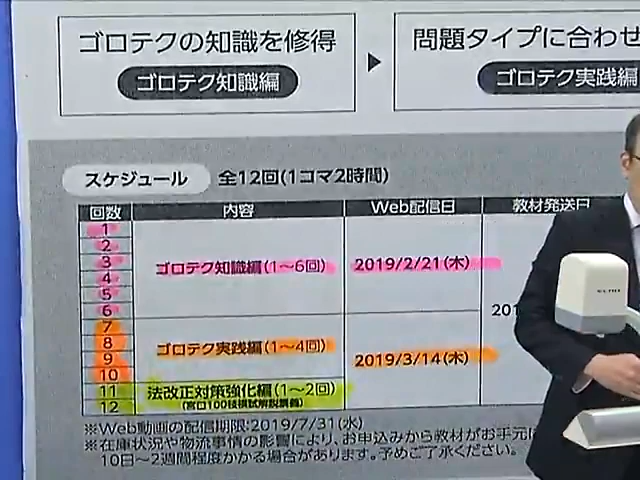 ゴロテクの知識を修得
ゴロテク知識編
問題タイプに合わせ
ゴロテク実践編
スケジュール 全12回(1コマ2時間)
回数 内容 Web配信日 教材発送日
1
2
3 ゴロテク知識編(1〜6回) 2019/2/21(木)
4
5
6
7
8 ゴロテク実践編(1〜4回)
9 2019/3/14(木)
10
11 法改正対策強化編(1〜2回)
12
※Web動画の配信期限:2019/7/31(水)
※在庫状況や物流事情の影響により、お申込みから教材がお手元に
10日〜2週間程度かかる場合があります。予めご了承ください。